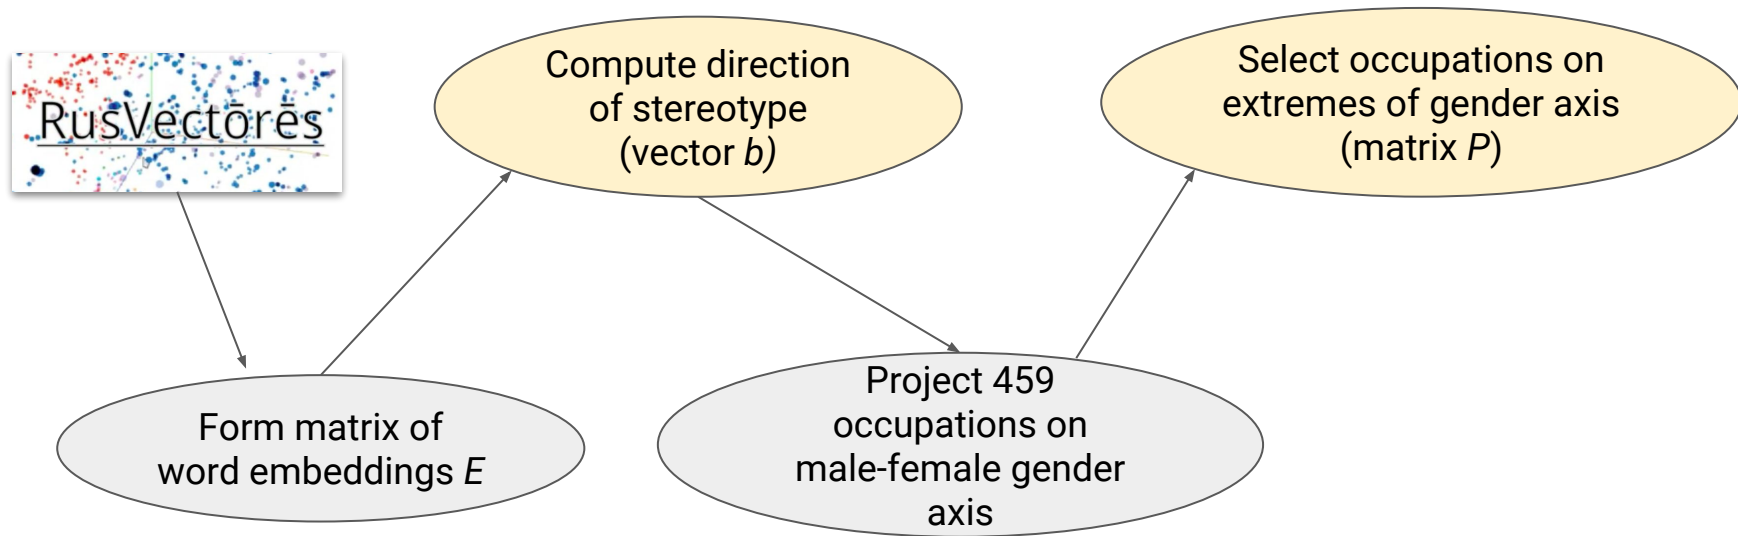 RusVectōrēs
Compute direction
of stereotype
(vector b)
Select occupations on
extremes of gender axis
(matrix P)
Form matrix of
word embeddings E
Project 459
occupations on
male-female gender
axis